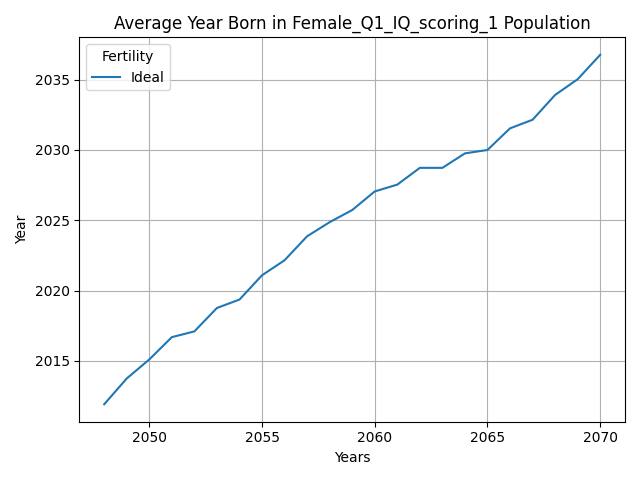 Average Year Born in Female_Q1_IQ_scoring_1 Population
Fertility
Ideal
2035
2030
2025
2020
2015
Year
2050 2055 2060 2065 2070
Years